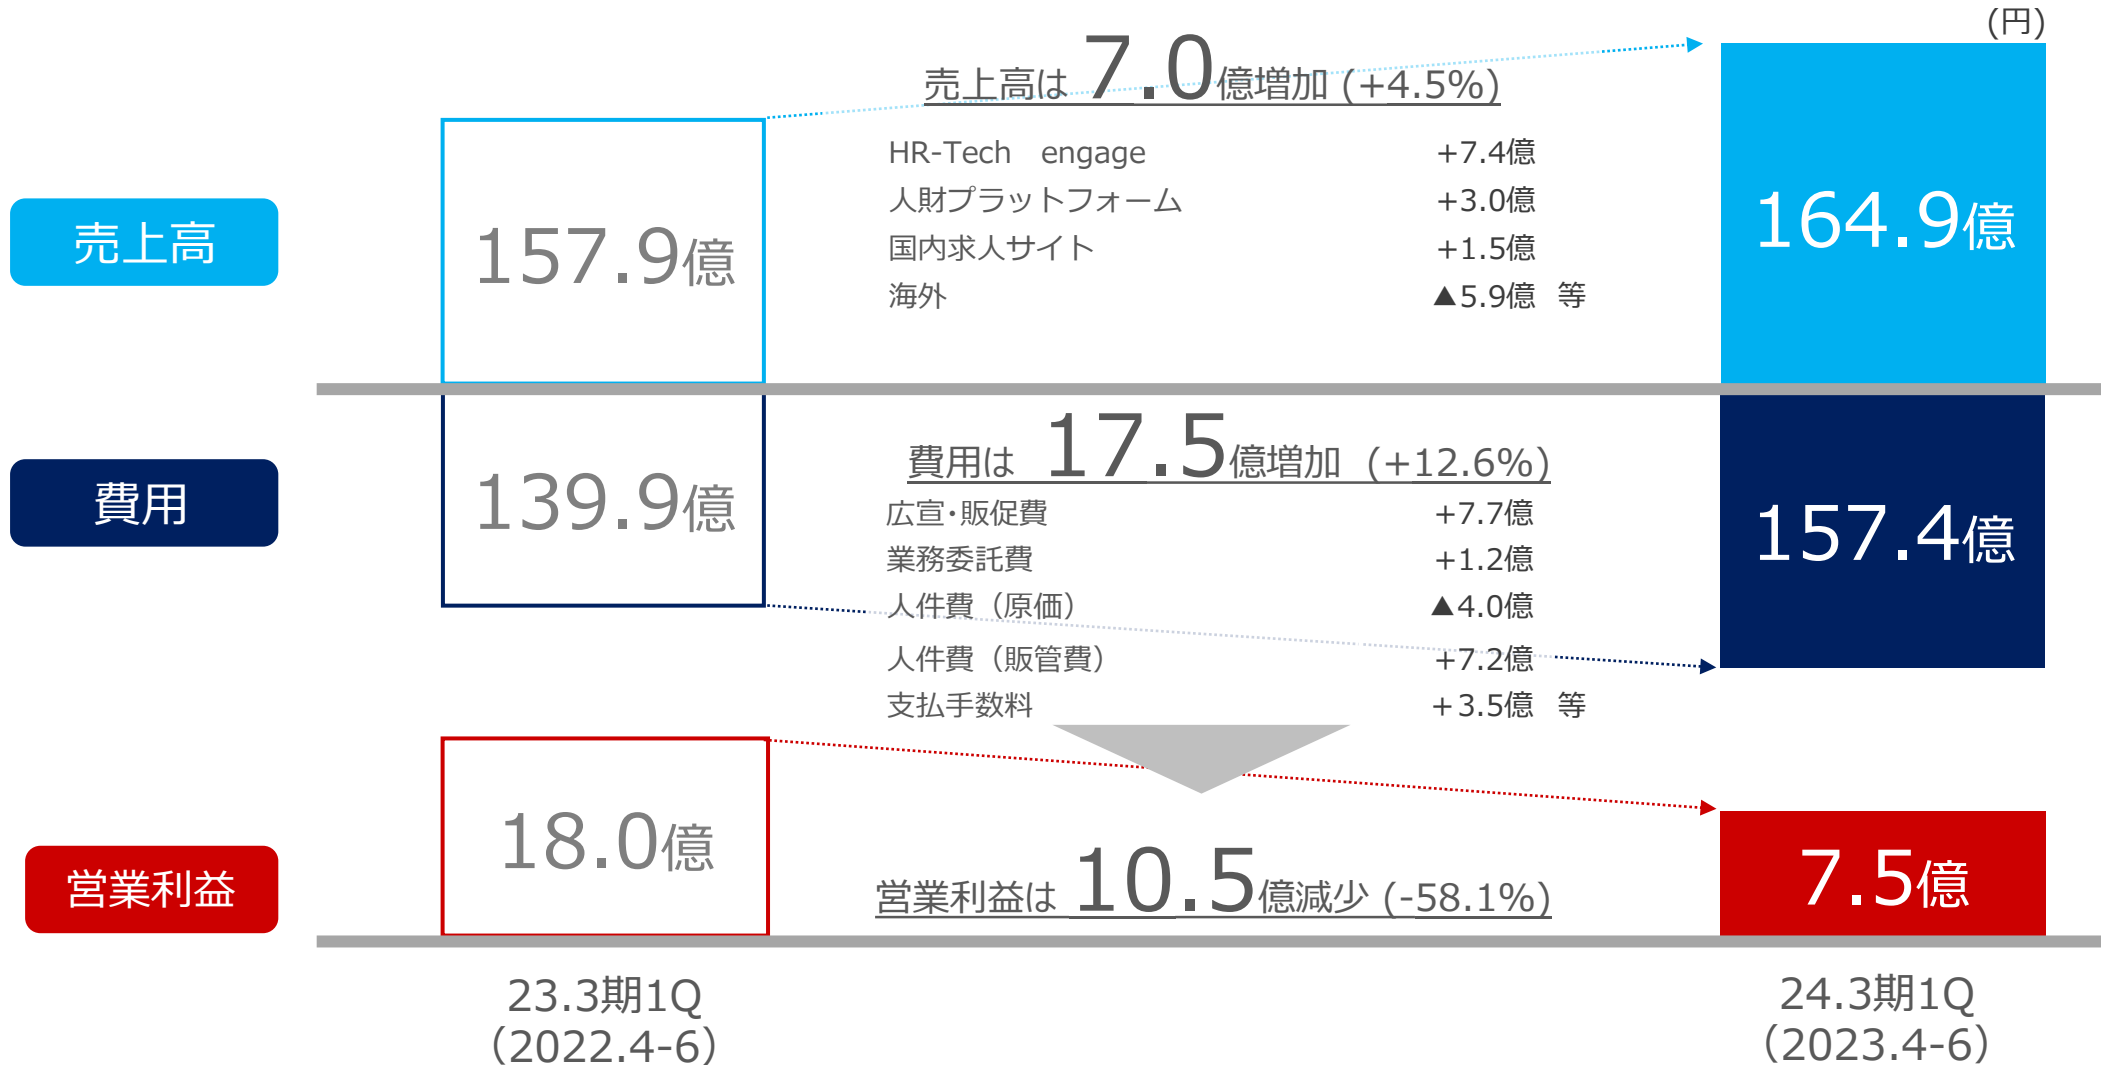 (円)
売上高は 7.0億増加 (+4.5%)
HR-Tech engage +7.4億
人財プラットフォーム +3.0億
国内求人サイト +1.5億
海外 ▲5.9億 等
売上高
157.9億
164.9億
費用は 17.5億増加 (+12.6%)
広宣・販促費 +7.7億
業務委託費 +1.2億
人件費（原価） ▲4.0億
人件費（販管費） +7.2億
支払手数料 +3.5億 等
費用
139.9億
157.4億
営業利益
18.0億
営業利益は 10.5億減少 (-58.1%)
7.5億
23.3期1Q
（2022.4-6）
24.3期1Q
（2023.4-6）